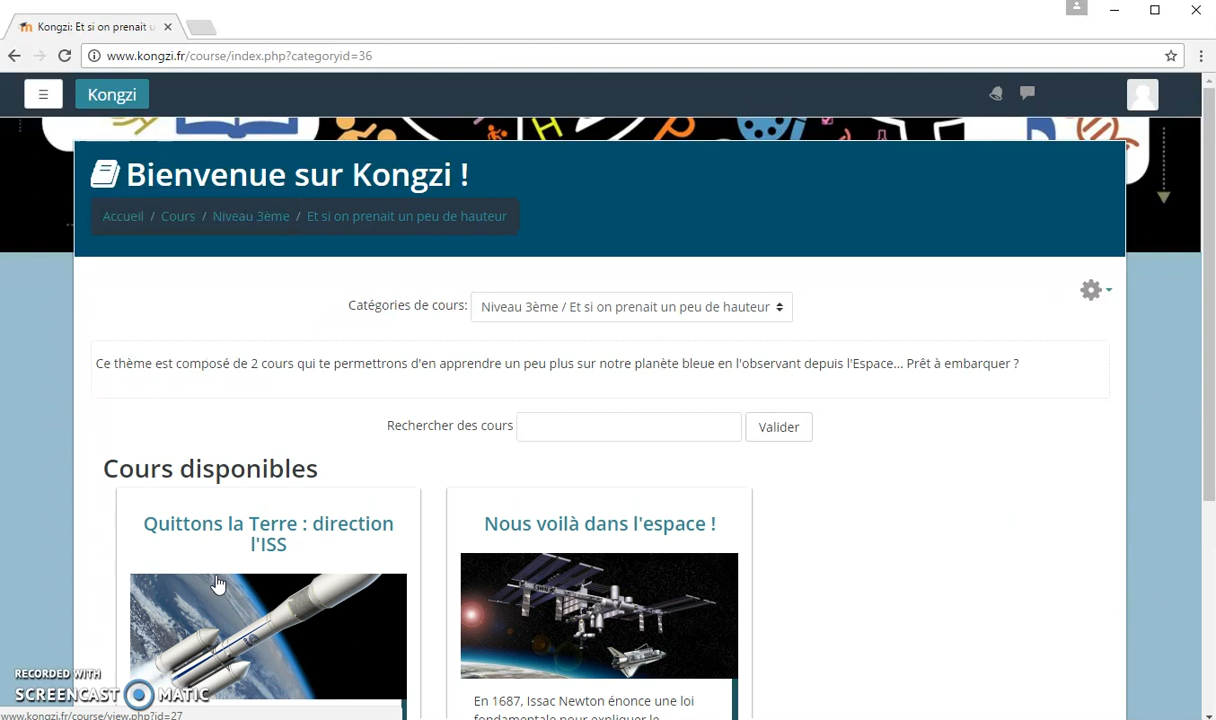 Kongzi: Et si on prenait u
www.kongzi.fr/course/index.php?categoryid=36
Kongzi
Bienvenue sur Kongzi !
Accueil / Cours / Niveau 3ème / Et si on prenait un peu de hauteur
Catégories de cours: Niveau 3ème / Et si on prenait un peu de hauteur
Ce thème est composé de 2 cours qui te permettrons d'en apprendre un peu plus sur notre planète bleue en l'observant depuis l'Espace... Prêt à embarquer ?
Rechercher des cours Valider
Cours disponibles
Quittons la Terre : direction
l'ISS
Nous voilà dans l'espace !
En 1687, Issac Newton énonce une loi
fondamentale pour expliquer le
RECORDED WITH
SCREENCAST MATIC
www.kongzi.fr/course/view.php?id=27